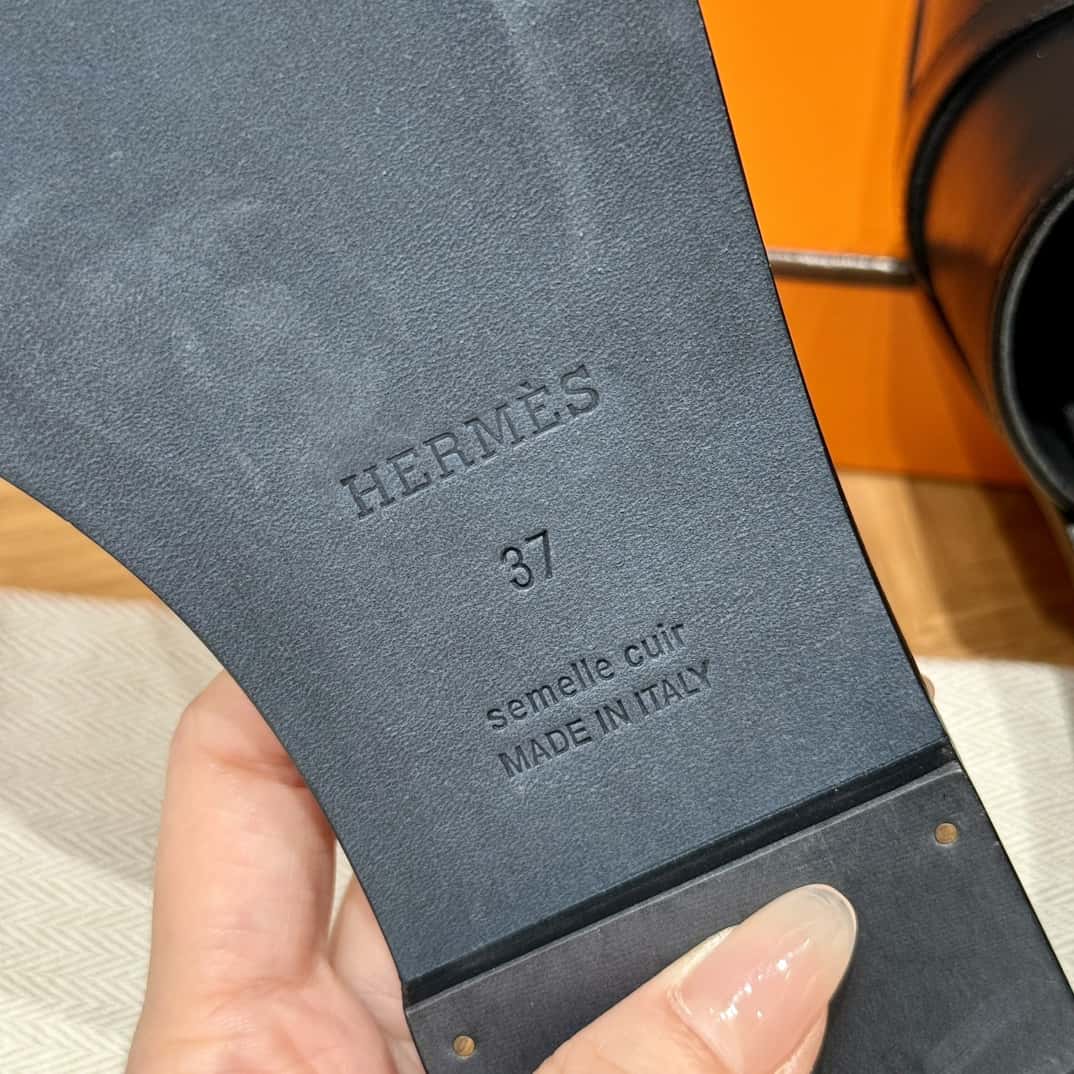 HERMÈS
37
semelle cuir
MADE IN ITALY